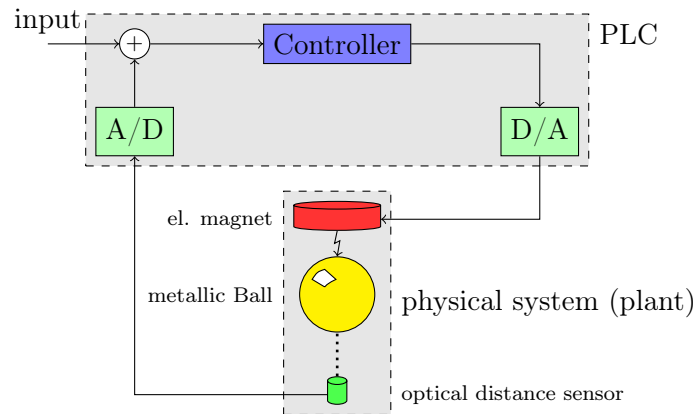 input
PLC
+
Controller
A/D
D/A
el. magnet
metallic Ball
physical system (plant)
optical distance sensor